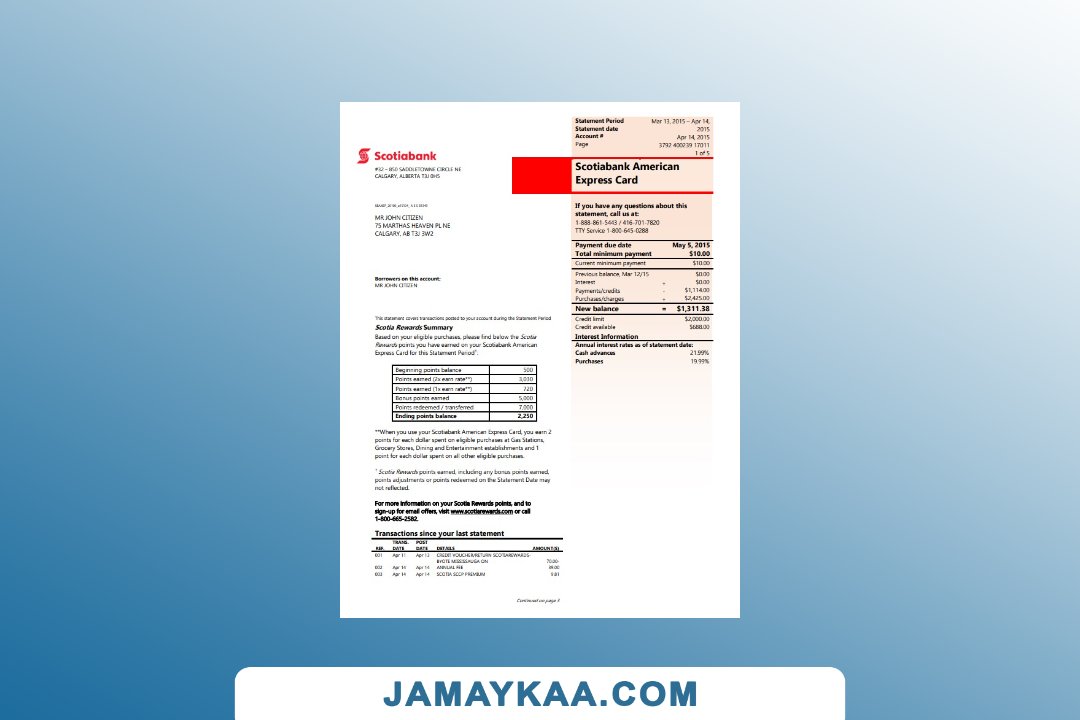 Statement Period Mar 13, 2015 – Apr 14, 2015
Statement date Apr 14, 2015
Account # 3792 400239 17011
Page 1 of 5
Scotiabank
#32 – 850 SADDLETOWNE CIRCLE NE
CALGARY, ALBERTA T3J 0H5
Scotiabank American
Express Card
MR JOHN CITIZEN
75 MARTHAS HEAVEN PL NE
CALGARY, AB T3J 3W2
If you have any questions about this
statement, call us at:
1-888-861-5443 / 416-701-7820
TTY Service 1-800-645-0288
Payment due date May 5, 2015
Total minimum payment $10.00
Current minimum payment $10.00
Previous balance, Mar 12/15 $0.00
Interest + $0.00
Payments/credits - $1,114.00
Purchases/charges + $2,425.00
New balance = $1,311.38
Credit limit $2,000.00
Credit available $688.00
Interest Information
Annual interest rates as of statement date:
Cash advances 21.99%
Purchases 19.99%
Borrowers on this account:
MR JOHN CITIZEN
This statement covers transactions posted to your account during the Statement Period
Scotia Rewards Summary
Based on your eligible purchases, please find below the Scotia
Rewards points you have earned on your Scotiabank American
Express Card for this Statement Period¹.
Beginning points balance 500
Points earned (2x earn rate**) 3,030
Points earned (1x earn rate**) 720
Bonus points earned 5,000
Points redeemed / transferred 7,000
Ending points balance 2,250
**When you use your Scotiabank American Express Card, you earn 2
points for each dollar spent on eligible purchases at Gas Stations,
Grocery Stores, Dining and Entertainment establishments and 1
point for each dollar spent on all other eligible purchases.
¹ Scotia Rewards points earned, including any bonus points earned,
points adjustments or points redeemed on the Statement Date may
not reflected.
For more information on your Scotia Rewards points, and to
sign-up for email offers, visit www.scotiarewards.com or call
1-800-665-2582.
Transactions since your last statement
REF. TRANS. DATE POST DATE DETAILS AMOUNT($)
001 Apr 11 Apr 13 CREDIT VOUCHER/RETURN SCOTIAREWARDS-
BYOTE MISSISSAUGA ON 70.00-
002 Apr 14 Apr 14 ANNUAL FEE 39.00
003 Apr 14 Apr 14 SCOTIA SCCP PREMIUM 9.81
Continued on page 3
JAMAYKAA.COM